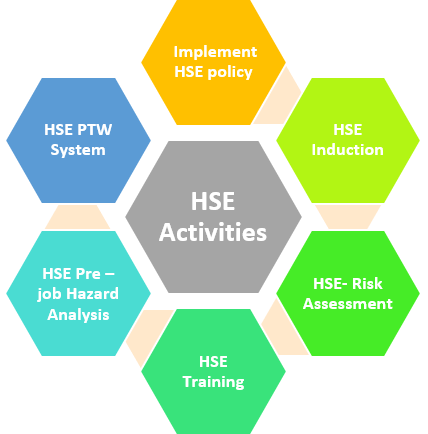 Implement
HSE policy
HSE
Induction
HSE- Risk
Assessment
HSE
Training
HSE Pre –
job Hazard
Analysis
HSE PTW
System
HSE
Activities